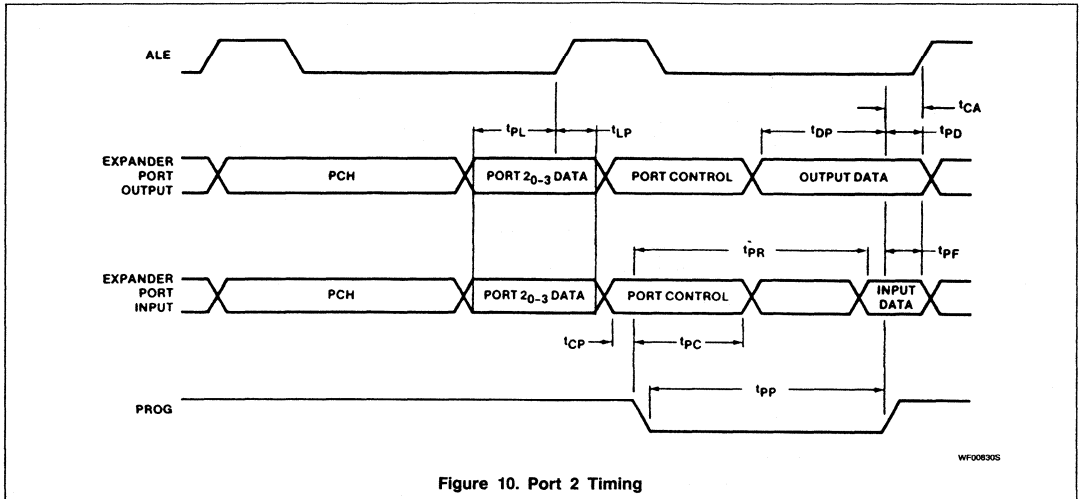 ALE
tCA
tPL
tLP
tDP
tPD
EXPANDER
PORT
OUTPUT
PCH
PORT 20-3 DATA
PORT CONTROL
OUTPUT DATA
tPR
tPF
EXPANDER
PORT
INPUT
PCH
PORT 20-3 DATA
PORT CONTROL
INPUT
DATA
tCP
tPC
tPP
PROG
WF00830S
Figure 10. Port 2 Timing